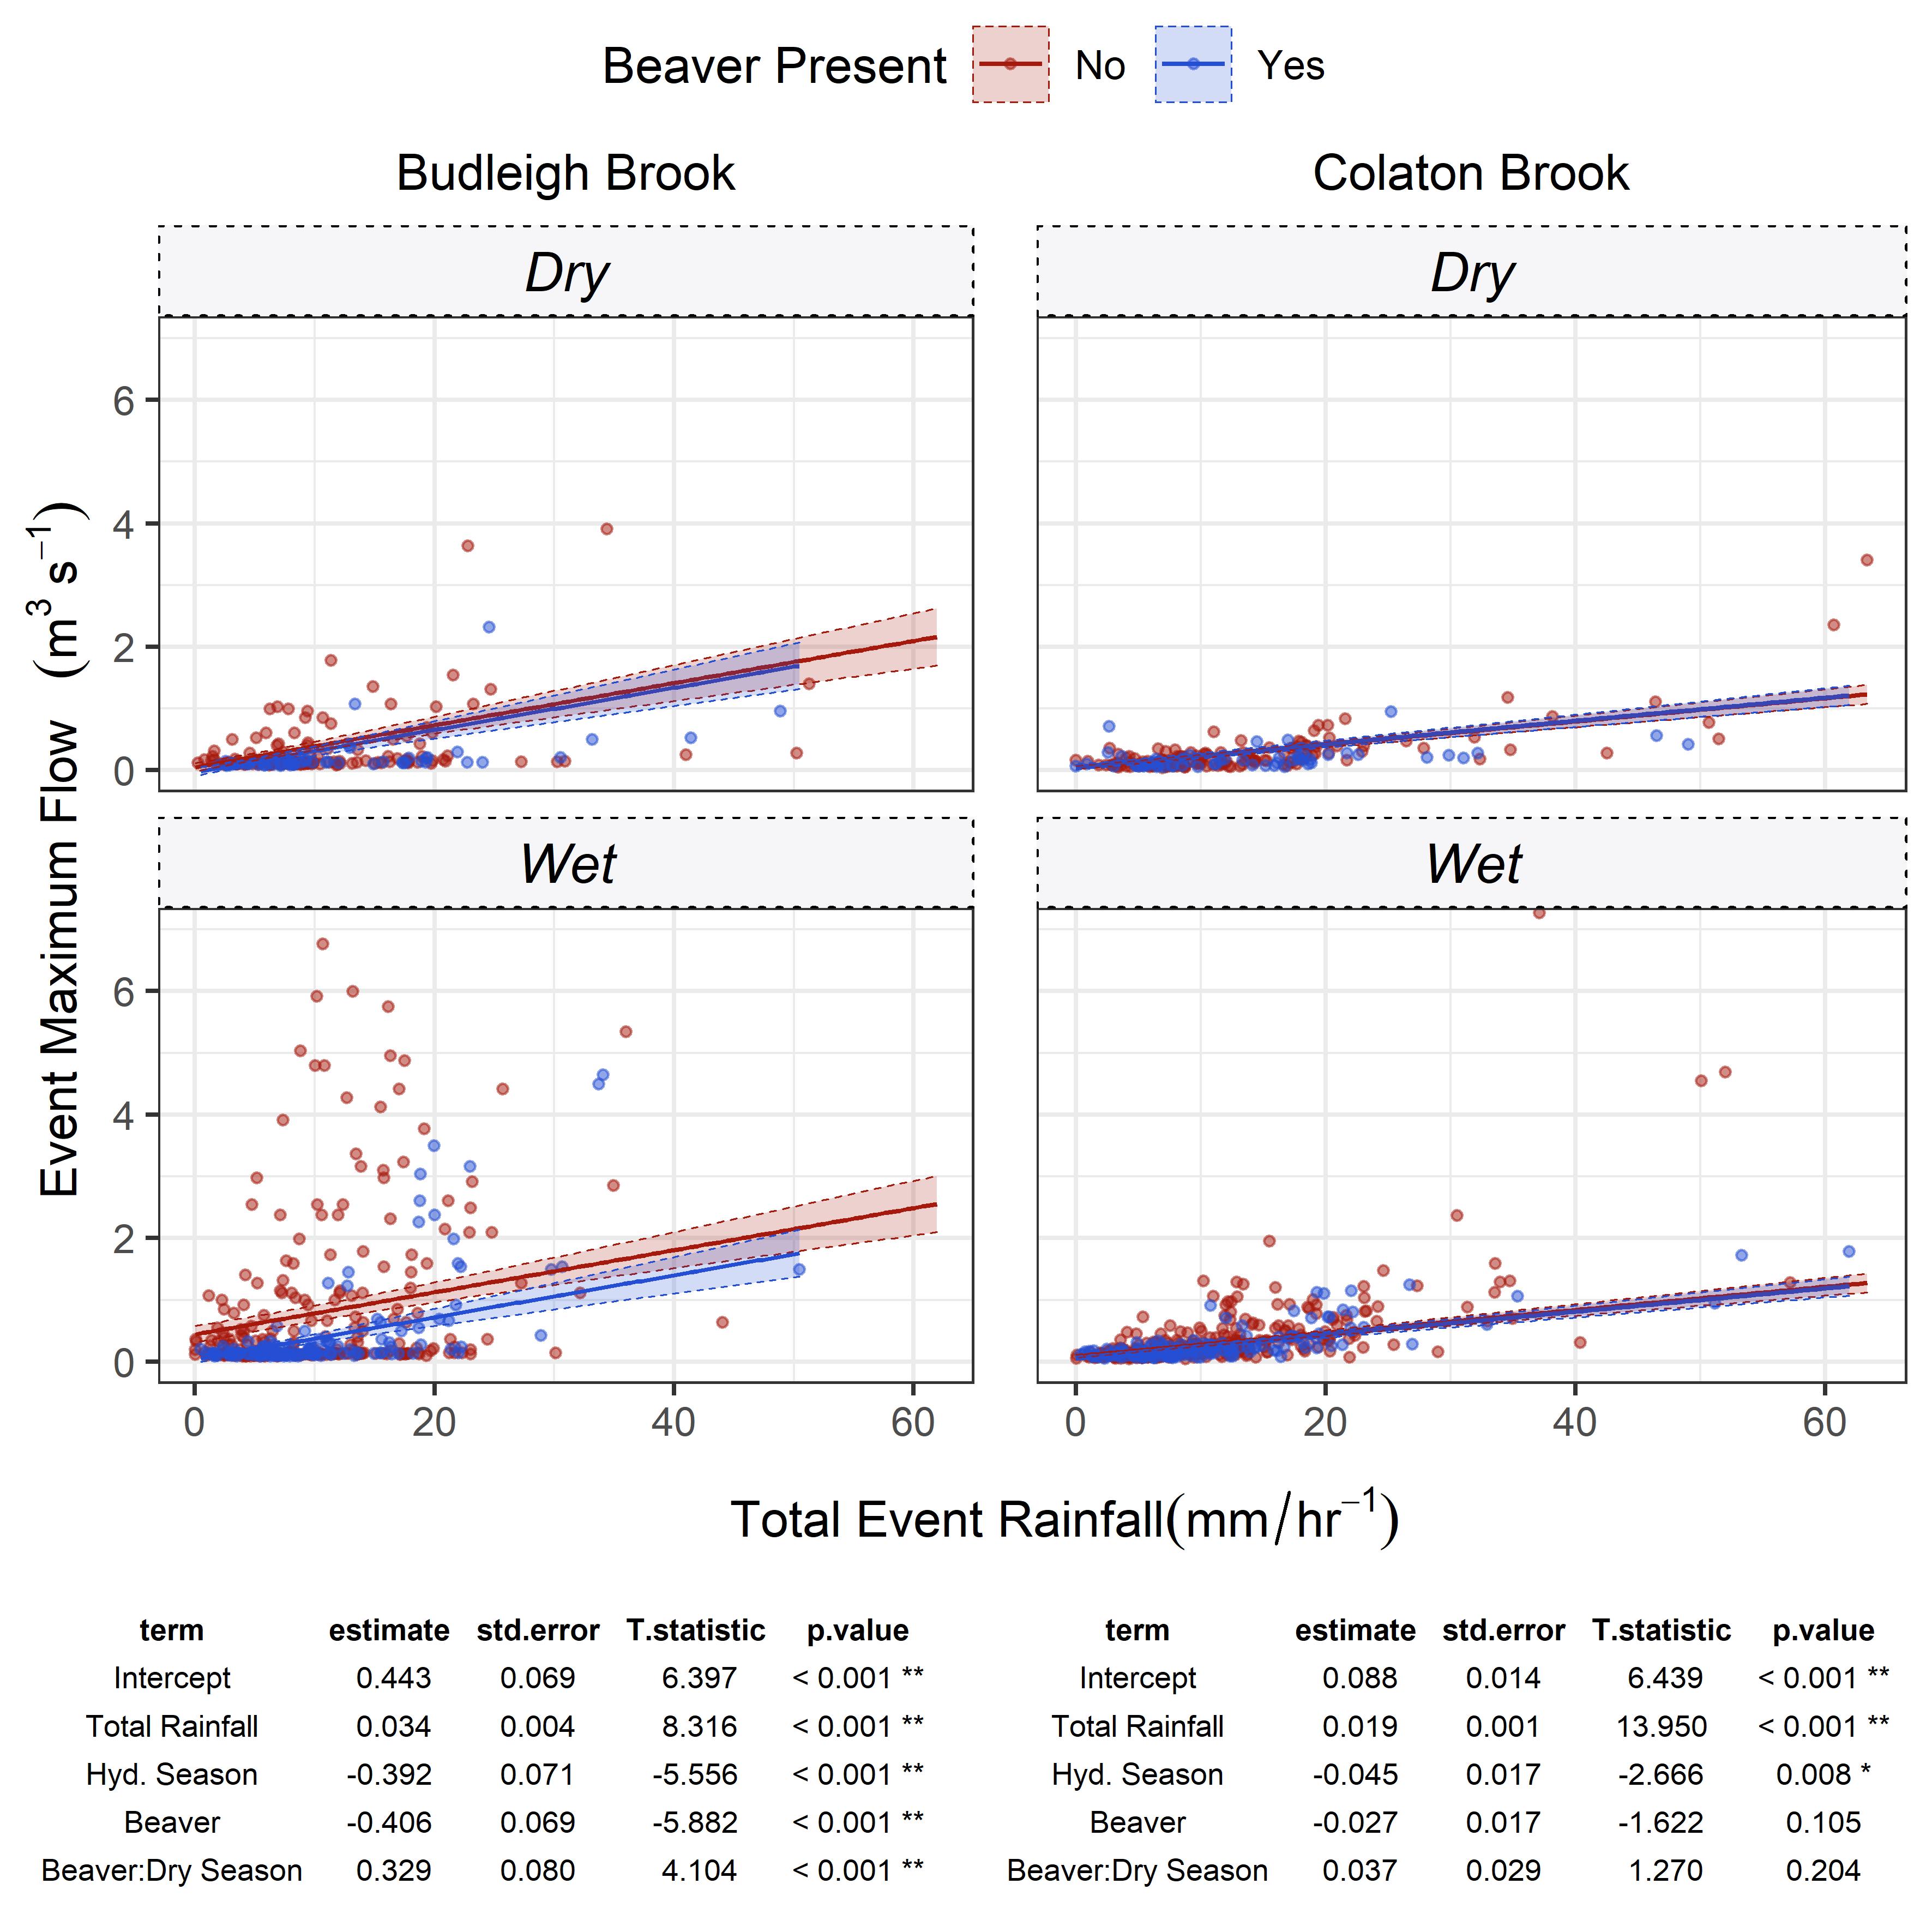 Beaver Present No Yes
Budleigh Brook Colaton Brook
Dry Dry
6
4
2
0
Event Maximum Flow (m³ s⁻¹)
Wet Wet
6
4
2
0
0 20 40 60 0 20 40 60
Total Event Rainfall(mm/hr⁻¹)
term estimate std.error T.statistic p.value
Intercept 0.443 0.069 6.397 < 0.001 **
Total Rainfall 0.034 0.004 8.316 < 0.001 **
Hyd. Season -0.392 0.071 -5.556 < 0.001 **
Beaver -0.406 0.069 -5.882 < 0.001 **
Beaver:Dry Season 0.329 0.080 4.104 < 0.001 **
term estimate std.error T.statistic p.value
Intercept 0.088 0.014 6.439 < 0.001 **
Total Rainfall 0.019 0.001 13.950 < 0.001 **
Hyd. Season -0.045 0.017 -2.666 0.008 *
Beaver -0.027 0.017 -1.622 0.105
Beaver:Dry Season 0.037 0.029 1.270 0.204